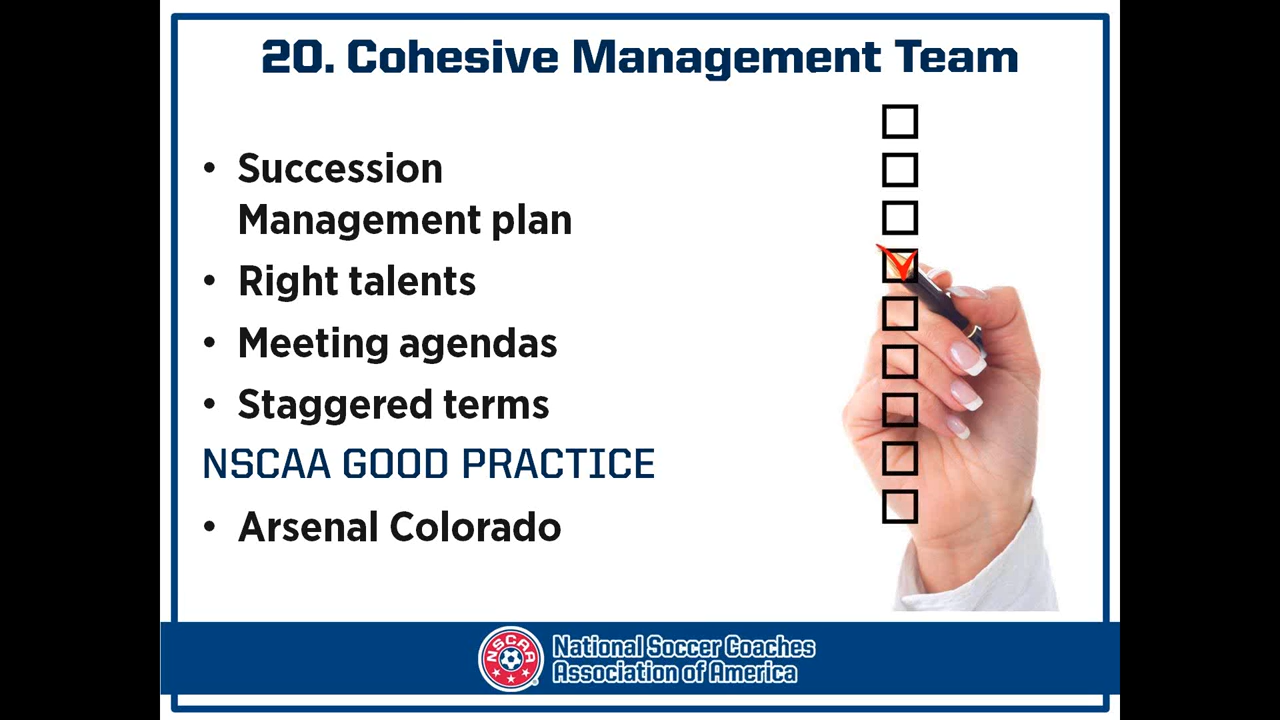 20. Cohesive Management Team
• Succession
Management plan
• Right talents
• Meeting agendas
• Staggered terms
NSCAA GOOD PRACTICE
• Arsenal Colorado
NSCAA
National Soccer Coaches
Association of America